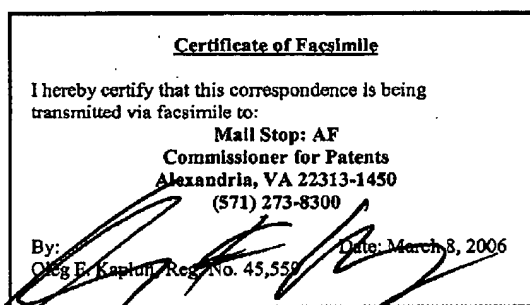 Certificate of Facsimile
I hereby certify that this correspondence is being
transmitted via facsimile to:
Mail Stop: AF
Commissioner for Patents
Alexandria, VA 22313-1450
(571) 273-8300
By: Date: March 8, 2006
Oleg F. Kaplun, Reg. No. 45,559